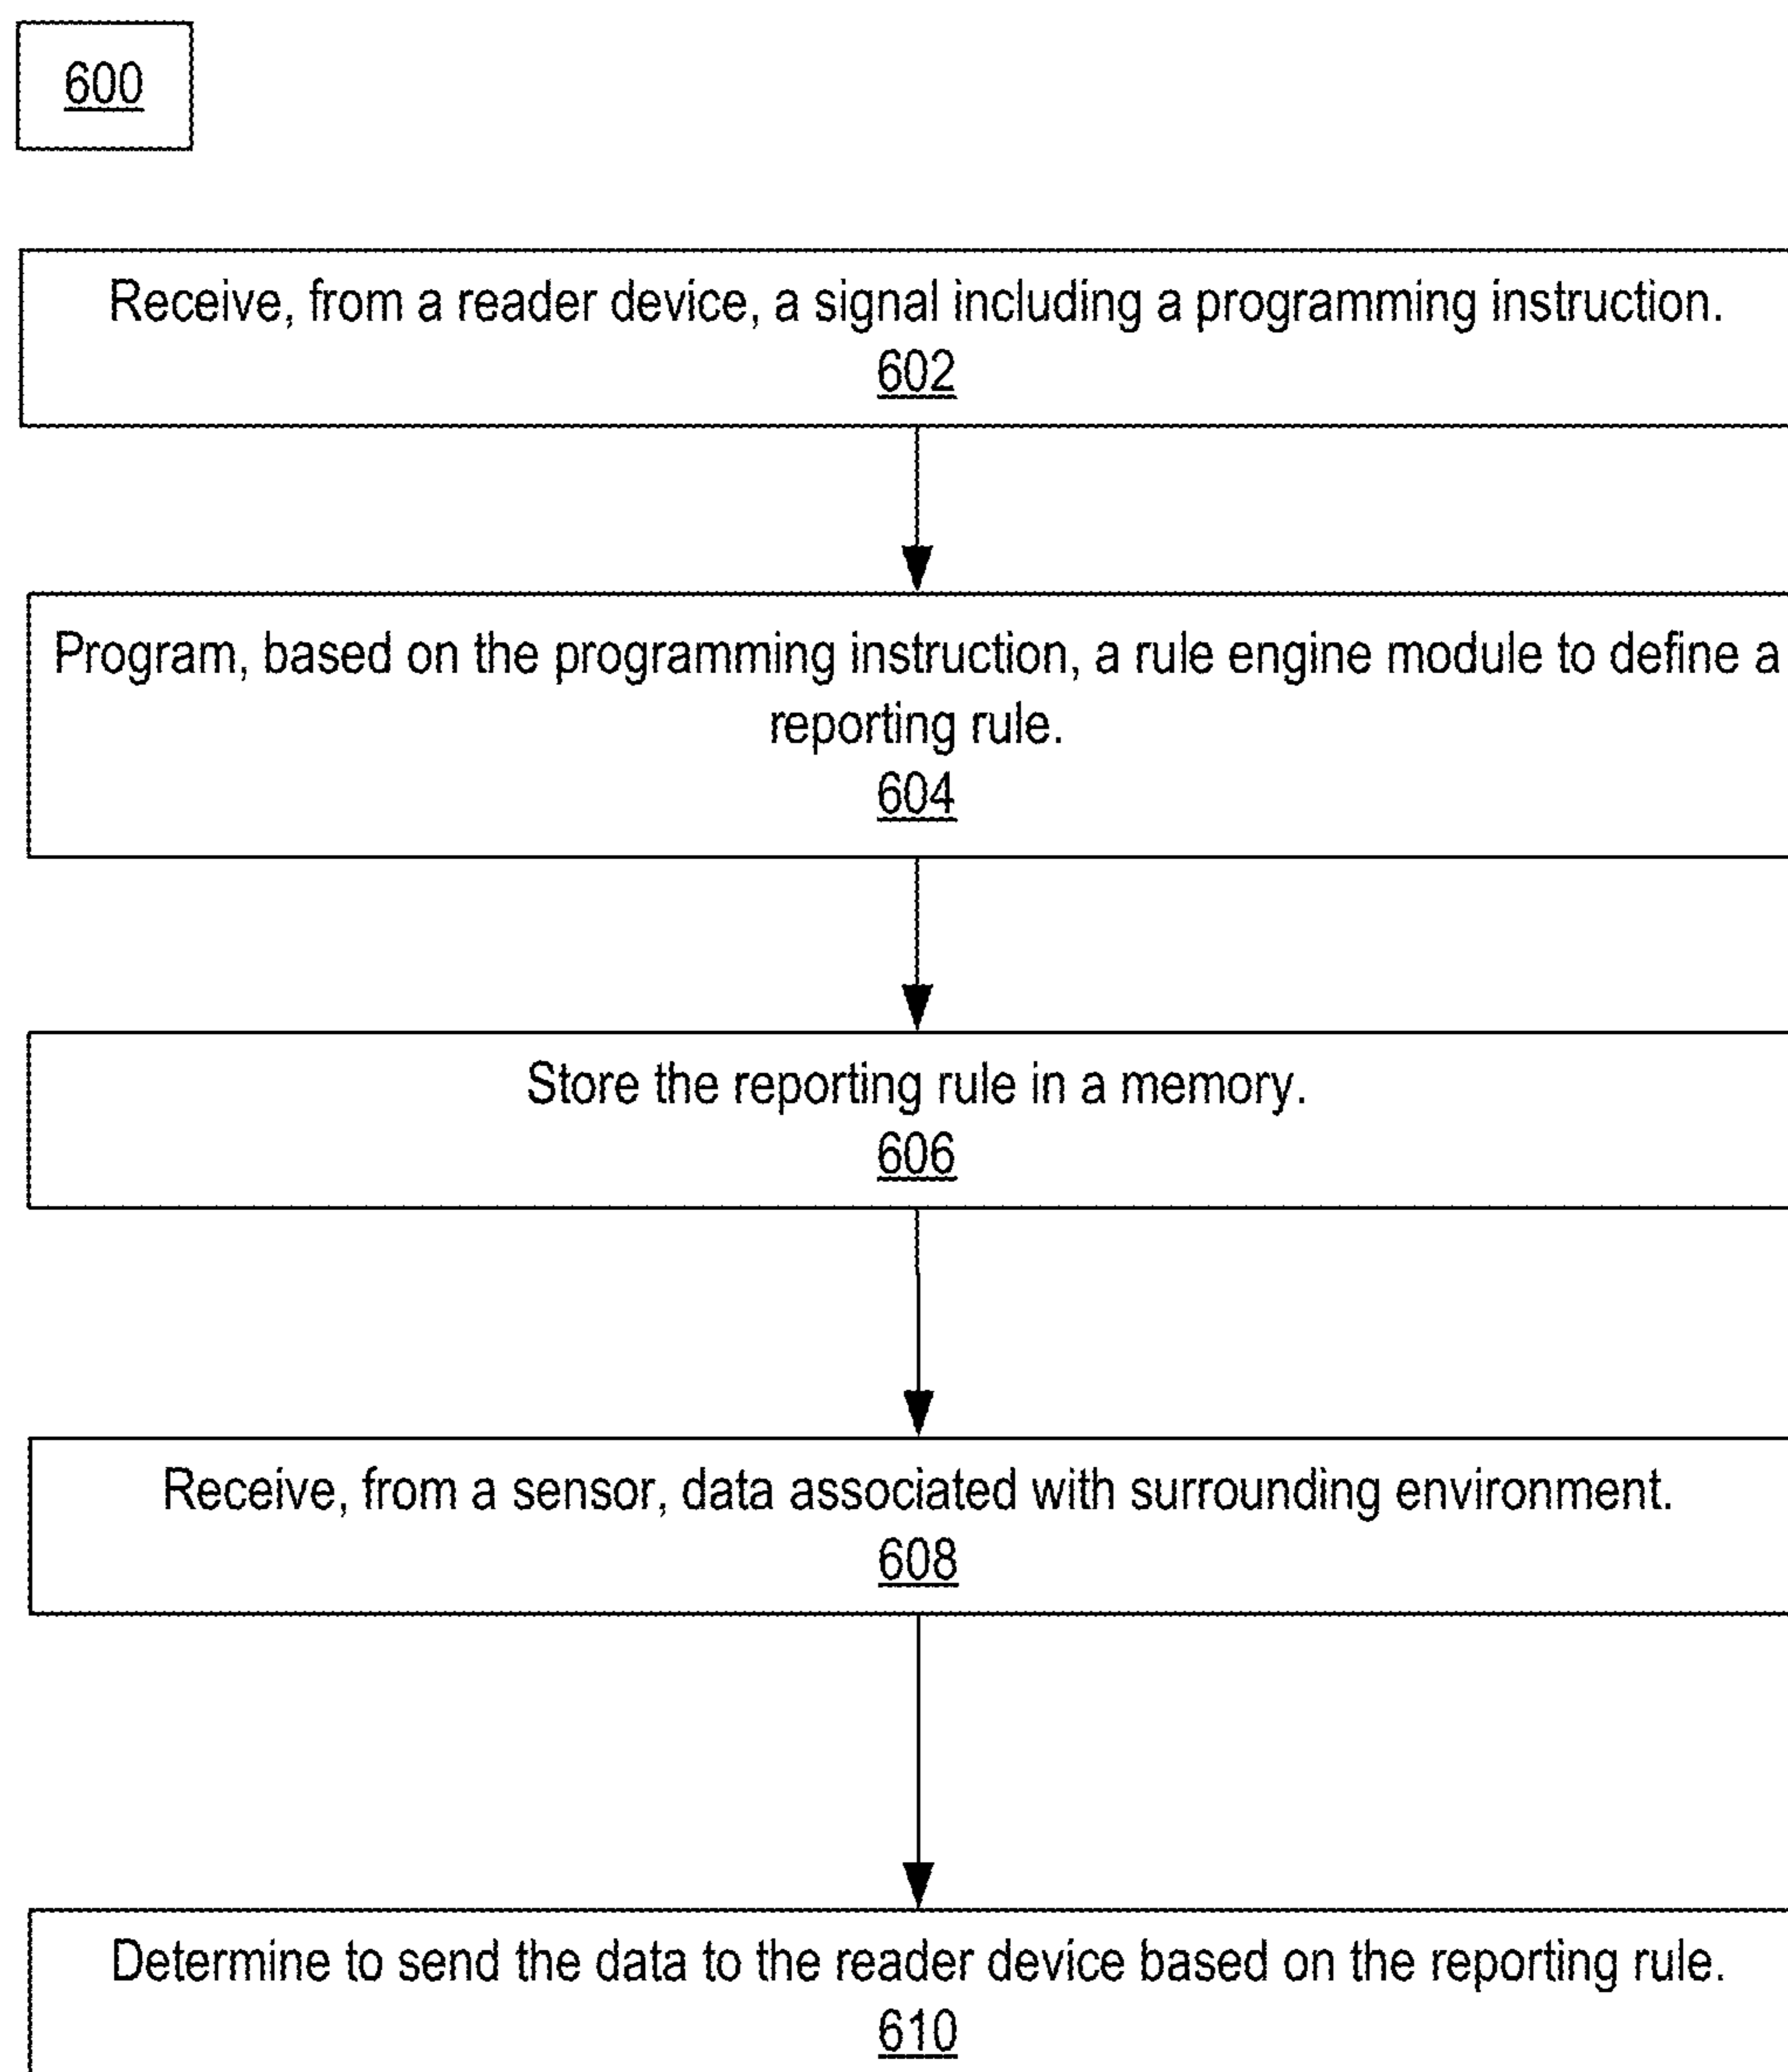 600
Receive, from a reader device, a signal including a programming instruction.
602
Program, based on the programming instruction, a rule engine module to define a
reporting rule.
604
Store the reporting rule in a memory.
606
Receive, from a sensor, data associated with surrounding environment.
608
Determine to send the data to the reader device based on the reporting rule.
610